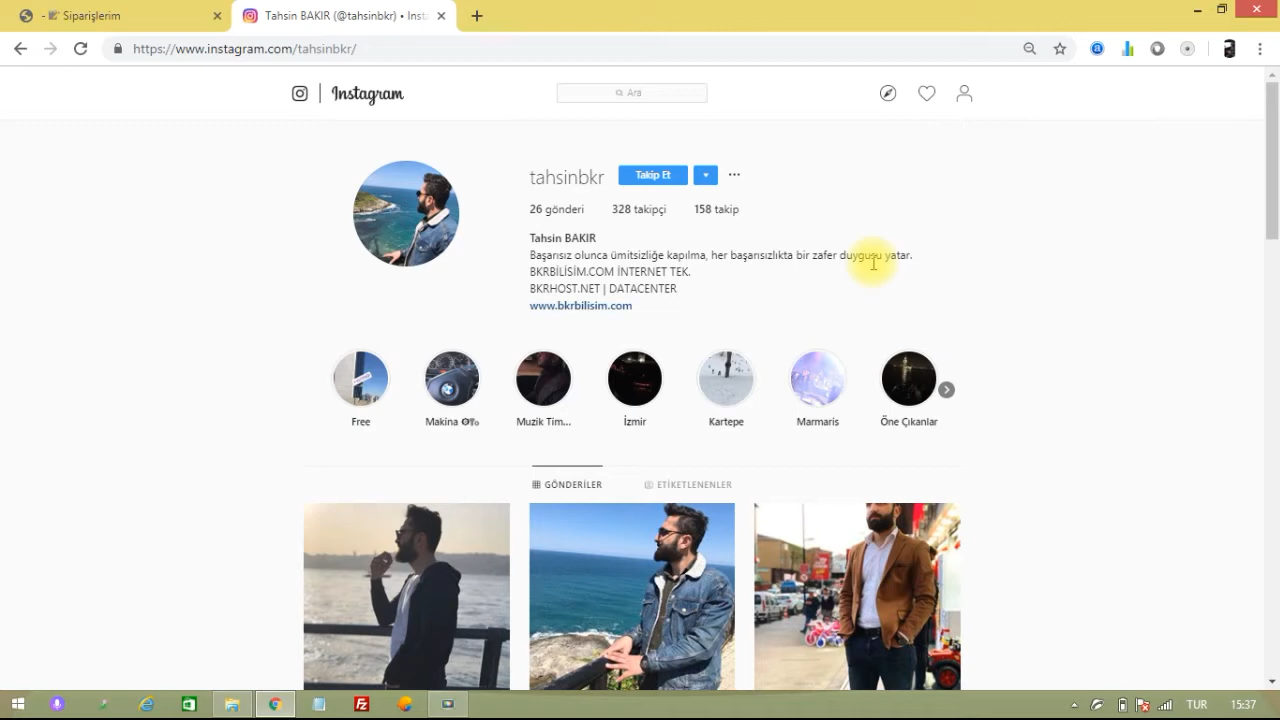 Siparişlerim
Tahsin BAKIR (@tahsinbkr) • Insta
https://www.instagram.com/tahsinbkr/
Instagram
Ara
tahsinbkr
Takip Et
26 gönderi 328 takipçi 158 takip
Tahsin BAKIR
Başarısız olunca ümitsizliğe kapılma, her başarısızlıkta bir zafer duygusu yatar.
BKRBİLİSİM.COM İNTERNET TEK.
BKRHOST.NET | DATACENTER
www.bkrbilisim.com
Free
Makina
Muzik Tim...
İzmir
Kartepe
Marmaris
Öne Çıkanlar
GÖNDERİLER
ETİKETLENENLER
TUR
15:37